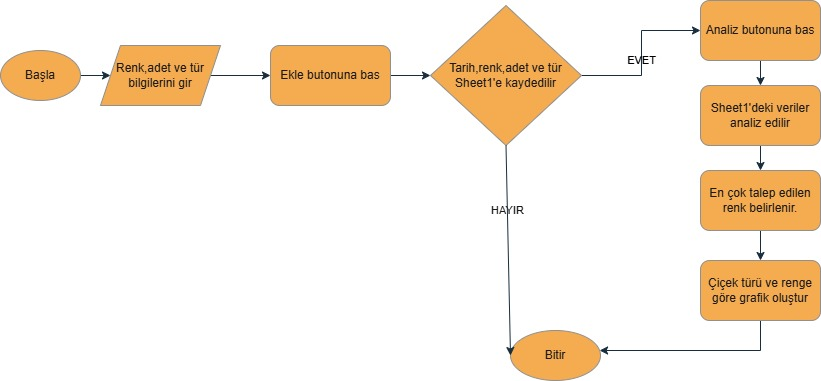 Başla
Renk,adet ve tür
bilgilerini gir
Ekle butonuna bas
Tarih,renk,adet ve tür
Sheet1'e kaydedilir
EVET
HAYIR
Analiz butonuna bas
Sheet1'deki veriler
analiz edilir
En çok talep edilen
renk belirlenir.
Çiçek türü ve renge
göre grafik oluştur
Bitir